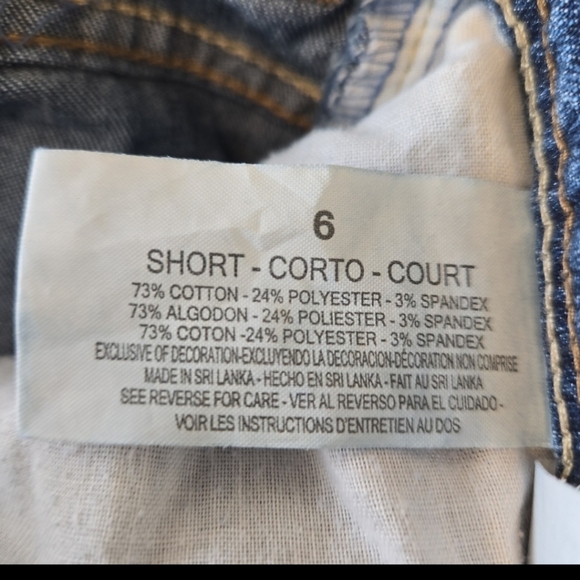 6
SHORT - CORTO - COURT
73% COTTON - 24% POLYESTER - 3% SPANDEX
73% ALGODON - 24% POLIESTER - 3% SPANDEX
73% COTON -24% POLYESTER - 3% SPANDEX
EXCLUSIVE OF DECORATION-EXCLUYENDO LA DECORACION-DÉCORATION NON COMPRISE
MADE IN SRI LANKA - HECHO EN SRI LANKA - FAIT AU SRI LANKA
SEE REVERSE FOR CARE - VER AL REVERSO PARA EL CUIDADO -
VOIR LES INSTRUCTIONS D'ENTRETIEN AU DOS